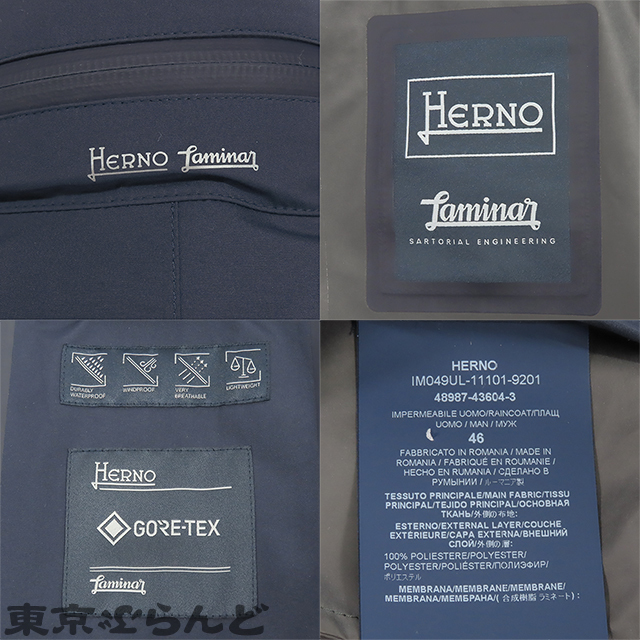 HERNO Laminar
HERNO
Laminar
SARTORIAL ENGINEERING
DURABLY
WATERPROOF
WINDPROOF
VERY
BREATHABLE
LIGHTWEIGHT
HERNO
GORE-TEX
Laminar
HERNO
IM049UL-11101-9201
48987-43604-3
IMPERMEABILE UOMO/RAINCOAT/ПЛАЩ
UOMO / MAN / МУЖ
46
FABBRICATO IN ROMANIA / MADE IN
ROMANIA / FABRIQUÉ EN ROUMANIE /
HECHO EN RUMANIA / СДЕЛАНО В
РУМЫНИИ / ルーマニア製
TESSUTO PRINCIPALE/MAIN FABRIC/TISSU
PRINCIPAL/TEJIDO PRINCIPAL/ОСНОВНАЯ
ТКАНЬ/外側の布地:
ESTERNO/EXTERNAL LAYER/COUCHE
EXTÉRIEURE/CAPA EXTERNA/ВНЕШНИЙ
СЛОЙ/外側の層:
100% POLIESTERE/POLYESTER/
POLYESTER/POLIÉSTER/ПОЛИЭФИР/
ポリエステル
MEMBRANA/MEMBRANE/MEMBRANE/
MEMBRANA/МЕМБРАНА/(合成樹脂ラミネート):
東京ぶらんど